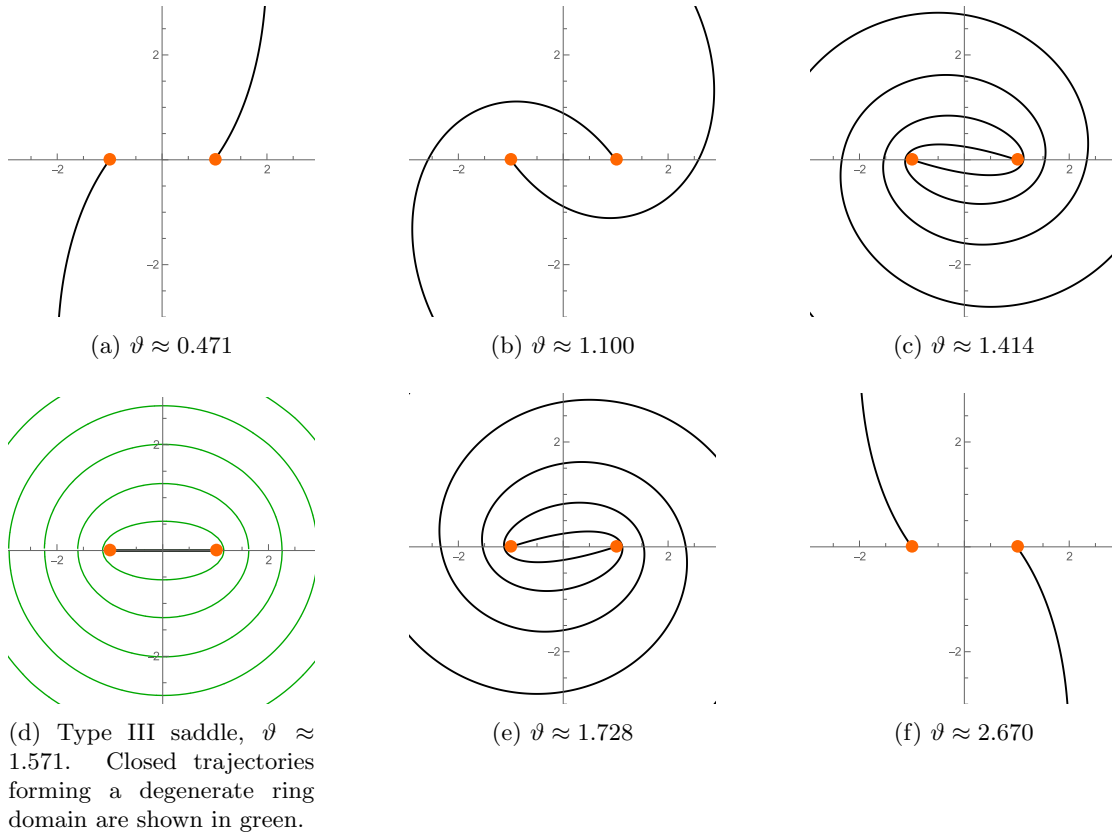 2
-2
2
-2
(a) ϑ ≈ 0.471
2
-2
2
-2
(b) ϑ ≈ 1.100
2
-2
2
-2
(c) ϑ ≈ 1.414
2
-2
2
-2
(d) Type III saddle, ϑ ≈
1.571. Closed trajectories
forming a degenerate ring
domain are shown in green.
2
-2
2
-2
(e) ϑ ≈ 1.728
2
-2
2
-2
(f) ϑ ≈ 2.670